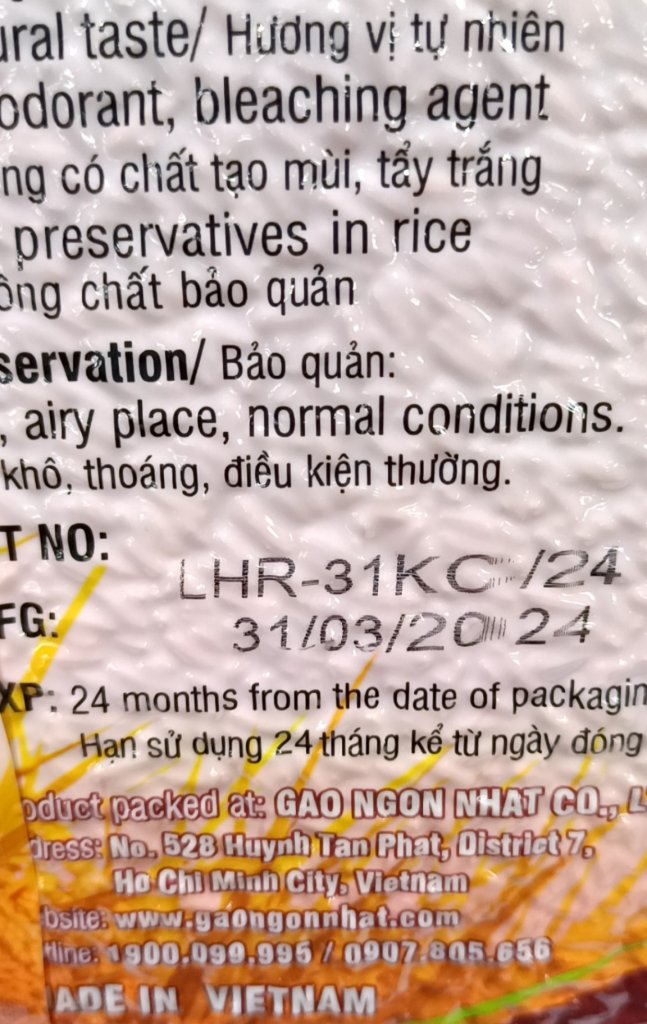 ural taste/ Hương vị tự nhiên
odorant, bleaching agent
ng có chất tạo mùi, tẩy trắng
preservatives in rice
ông chất bảo quản
servation/ Bảo quản:
, airy place, normal conditions.
khô, thoáng, điều kiện thường.
T NO:
LHR-31KC /24
FG:
31/03/2024
XP: 24 months from the date of packagin
Hạn sử dụng 24 tháng kể từ ngày đóng
oduct packed at: GAO NGON NHAT CO., L
dress: No. 528 Huynh Tan Phat, District 7,
Ho Chi Minh City, Vietnam
bsite: www.gaongonnhat.com
tline: 1900.099.995 / 0907.805.656
ADE IN VIETNAM